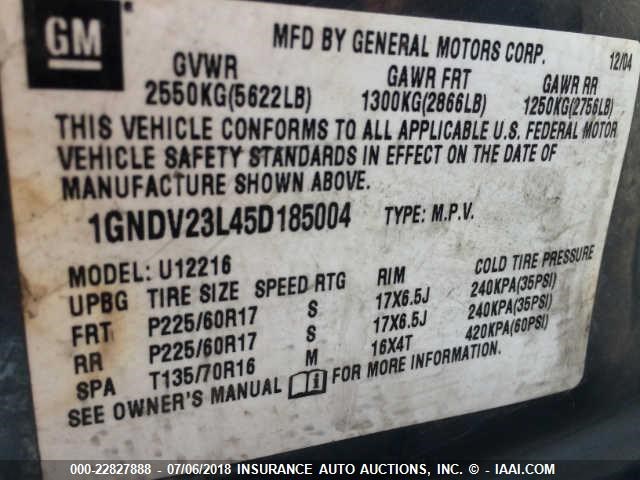 GM
MFD BY GENERAL MOTORS CORP.
12/04
GVWR GAWR FRT GAWR RR
2550KG(5622LB) 1300KG(2866LB) 1250KG(2756LB)
THIS VEHICLE CONFORMS TO ALL APPLICABLE U.S. FEDERAL MOTOR
VEHICLE SAFETY STANDARDS IN EFFECT ON THE DATE OF
MANUFACTURE SHOWN ABOVE.
1GNDV23L45D185004 TYPE: M.P.V.
MODEL: U12216
UPBG TIRE SIZE SPEED RTG RIM COLD TIRE PRESSURE
FRT P225/60R17 S 17X6.5J 240KPA(35PSI)
RR P225/60R17 S 17X6.5J 240KPA(35PSI)
SPA T135/70R16 M 16X4T 420KPA(60PSI)
SEE OWNER'S MANUAL FOR MORE INFORMATION.
000-22827888 - 07/06/2018 - INSURANCE AUTO AUCTIONS, INC. - IAAI.COM